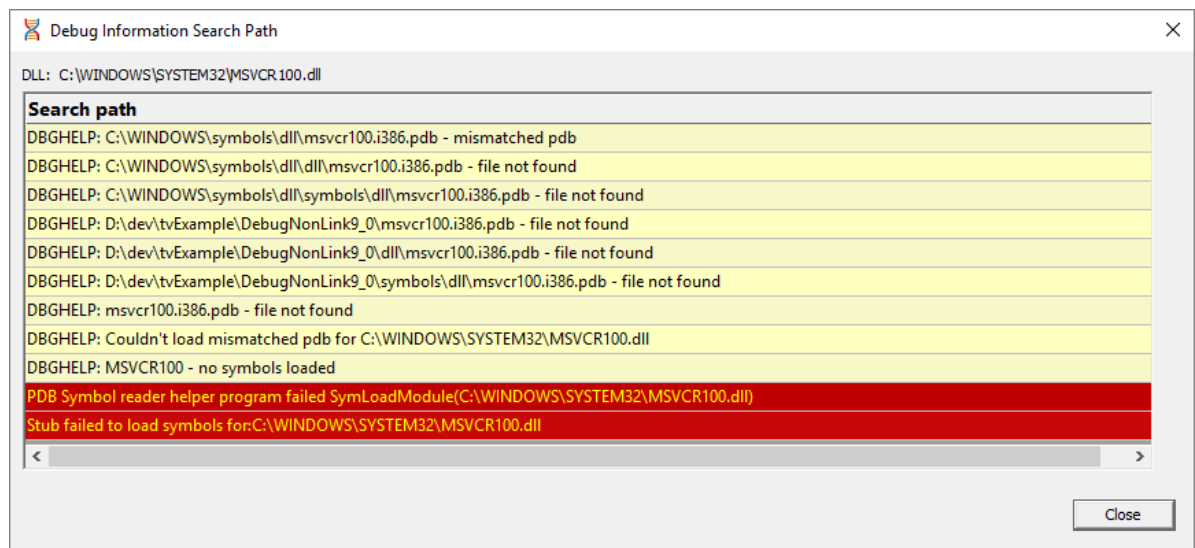 Debug Information Search Path
DLL: C:\WINDOWS\SYSTEM32\MSVCR100.dll
Search path
DBGHELP: C:\WINDOWS\symbols\dll\msvcr100.i386.pdb - mismatched pdb
DBGHELP: C:\WINDOWS\symbols\dll\dll\msvcr100.i386.pdb - file not found
DBGHELP: C:\WINDOWS\symbols\dll\symbols\dll\msvcr100.i386.pdb - file not found
DBGHELP: D:\dev\tvExample\DebugNonLink9_0\msvcr100.i386.pdb - file not found
DBGHELP: D:\dev\tvExample\DebugNonLink9_0\dll\msvcr100.i386.pdb - file not found
DBGHELP: D:\dev\tvExample\DebugNonLink9_0\symbols\dll\msvcr100.i386.pdb - file not found
DBGHELP: msvcr100.i386.pdb - file not found
DBGHELP: Couldn't load mismatched pdb for C:\WINDOWS\SYSTEM32\MSVCR100.dll
DBGHELP: MSVCR100 - no symbols loaded
PDB Symbol reader helper program failed SymLoadModule(C:\WINDOWS\SYSTEM32\MSVCR100.dll)
Stub failed to load symbols for:C:\WINDOWS\SYSTEM32\MSVCR100.dll
Close